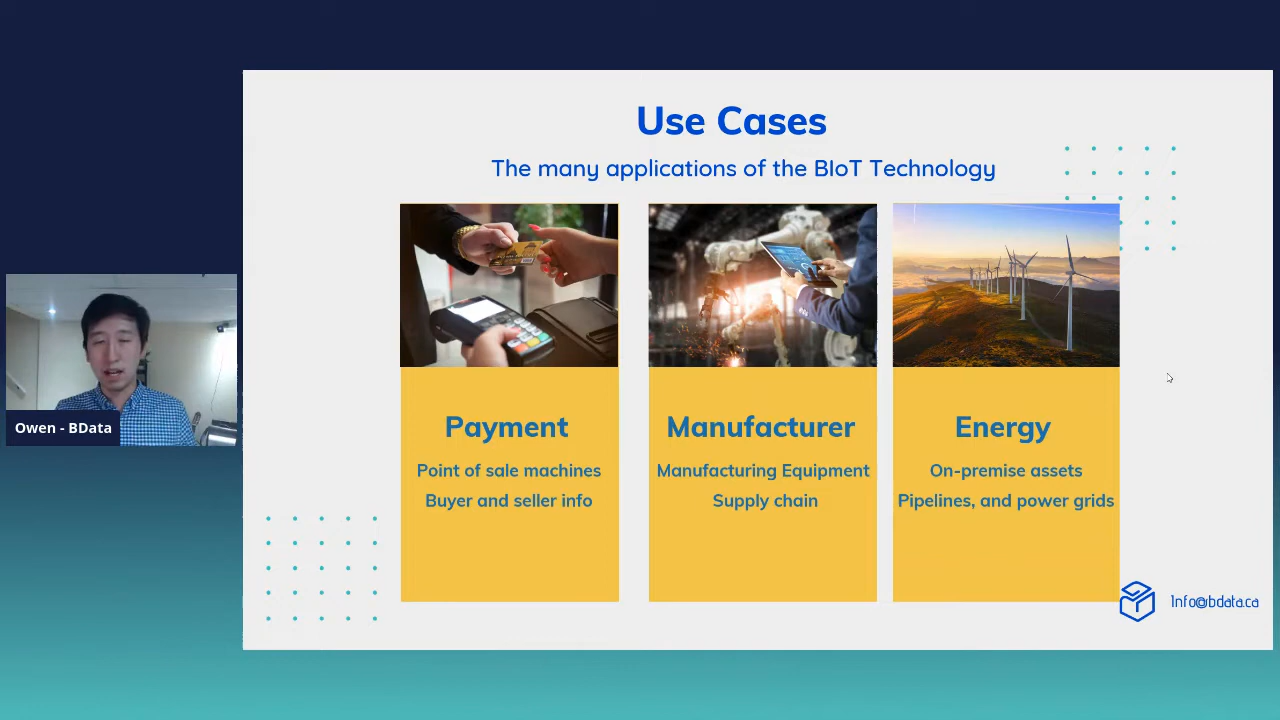 Use Cases
The many applications of the BIoT Technology
Payment
Point of sale machines
Buyer and seller info
Manufacturer
Manufacturing Equipment
Supply chain
Energy
On-premise assets
Pipelines, and power grids
Owen - BData
Info@bdata.ca